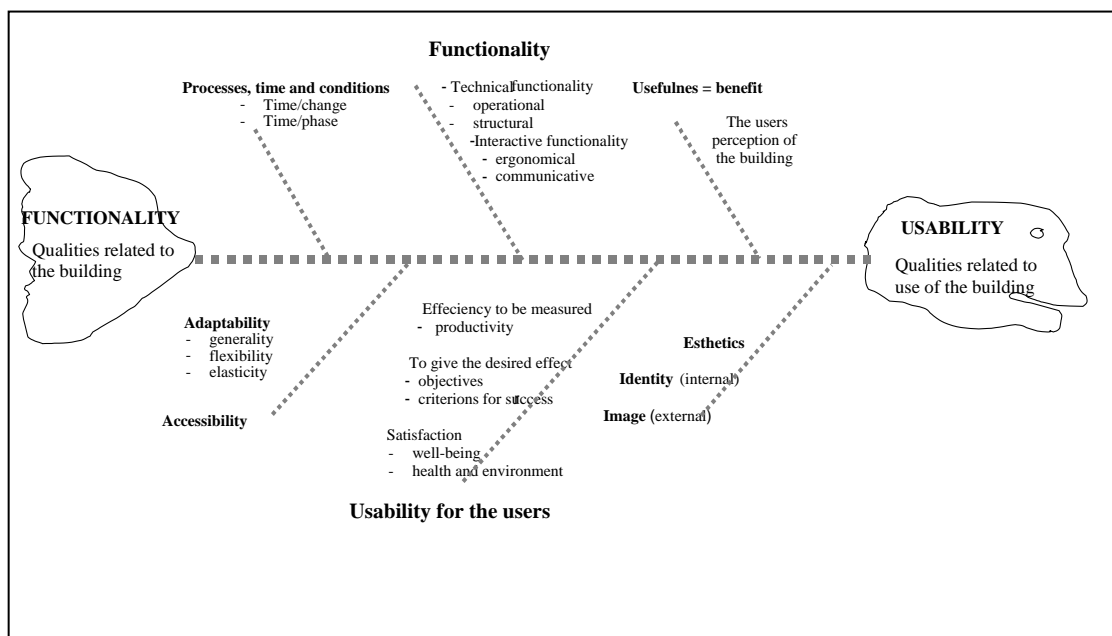 Functionality
Processes, time and conditions
- Time/change
- Time/phase
- Technical functionality
- operational
- structural
- Interactive functionality
- ergonomical
- communicative
Usefulnes = benefit
The users
perception of
the building
FUNCTIONALITY
Qualities related to
the building
USABILITY
Qualities related to
use of the building
Adaptability
- generality
- flexibility
- elasticity
Accessibility
Effeciency to be measured
- productivity
To give the desired effect
- objectives
- criterions for success
Satisfaction
- well-being
- health and environment
Usability for the users
Esthetics
Identity (internal)
Image (external)